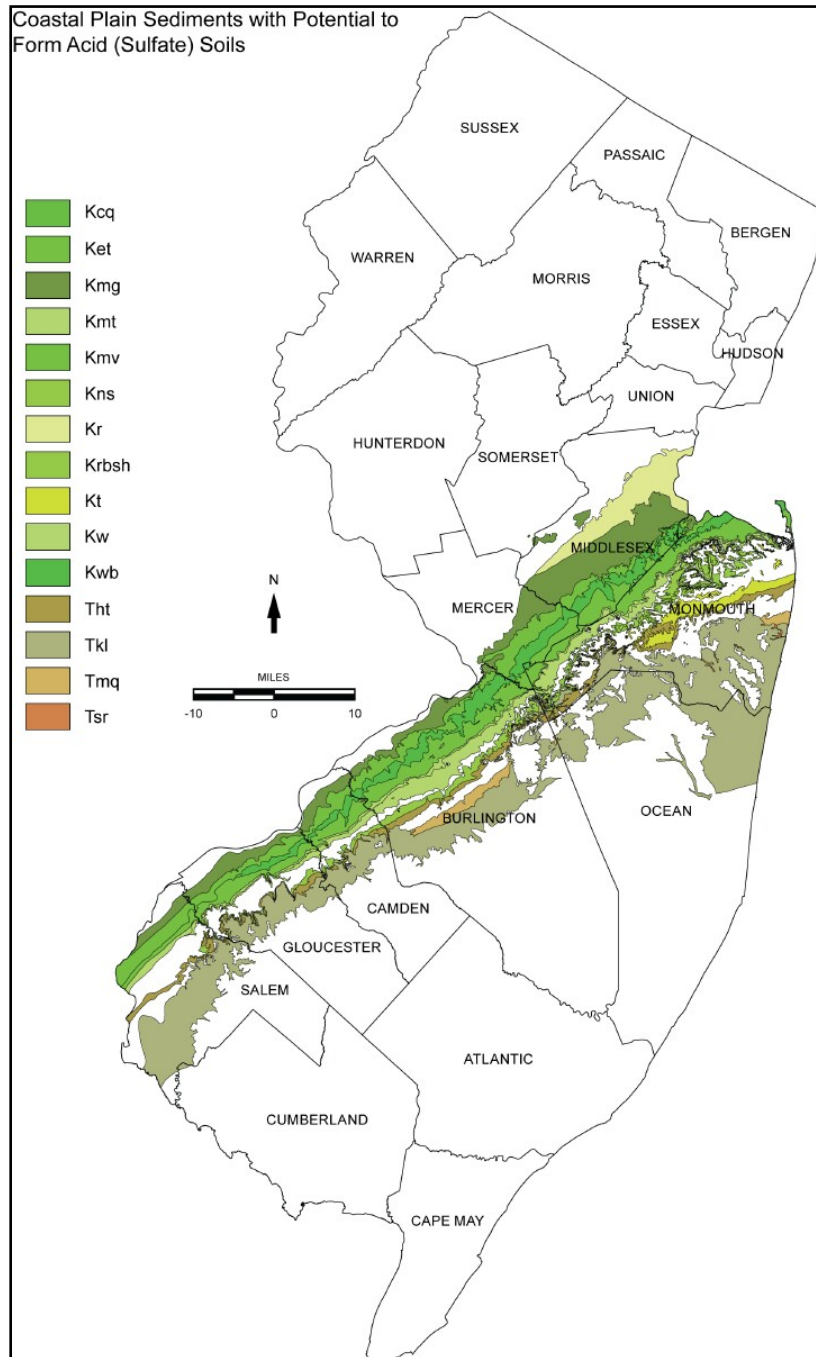 Coastal Plain Sediments with Potential to
Form Acid (Sulfate) Soils
SUSSEX
PASSAIC
BERGEN
WARREN
MORRIS
ESSEX
HUDSON
UNION
HUNTERDON
SOMERSET
MIDDLESEX
MERCER
MONMOUTH
OCEAN
BURLINGTON
CAMDEN
GLOUCESTER
SALEM
ATLANTIC
CUMBERLAND
CAPE MAY
Kcq
Ket
Kmg
Kmt
Kmv
Kns
Kr
Krbsh
Kt
Kw
Kwb
Tht
Tkl
Tmq
Tsr
N
MILES
-10 0 10